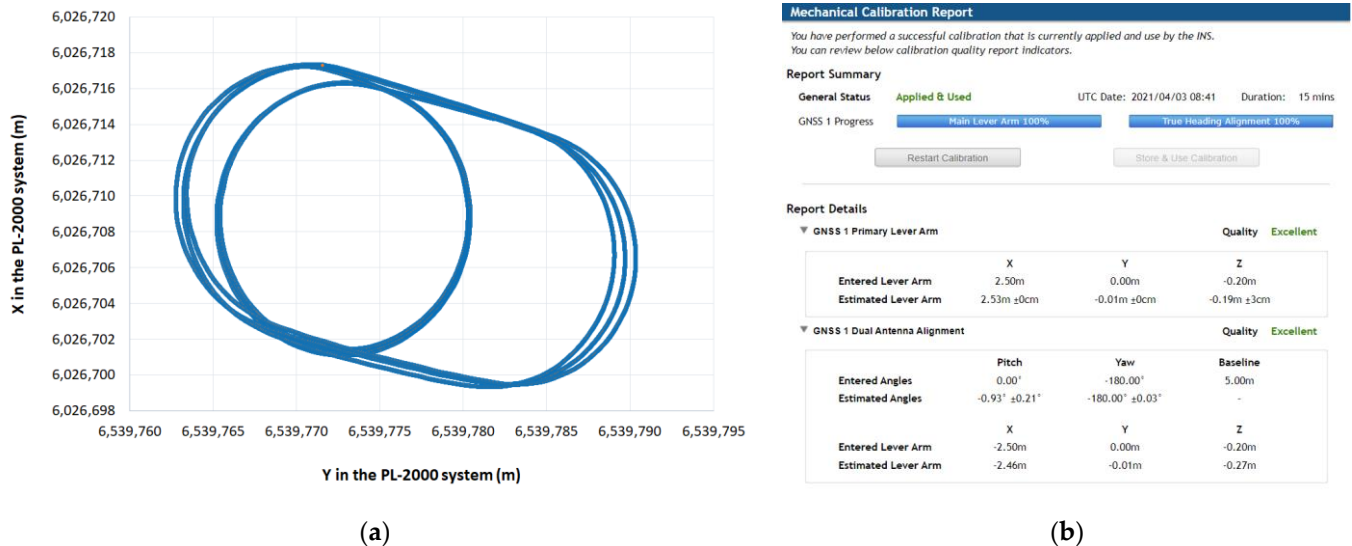 6,026,720
6,026,718
6,026,716
6,026,714
6,026,712
6,026,710
6,026,708
6,026,706
6,026,704
6,026,702
6,026,700
6,026,698
X in the PL-2000 system (m)
6,539,760 6,539,765 6,539,770 6,539,775 6,539,780 6,539,785 6,539,790 6,539,795
Y in the PL-2000 system (m)
(a)
Mechanical Calibration Report
You have performed a successful calibration that is currently applied and use by the INS.
You can review below calibration quality report indicators.
Report Summary
General Status Applied & Used UTC Date: 2021/04/03 08:41 Duration: 15 mins
GNSS 1 Progress Main Lever Arm 100% True Heading Alignment 100%
Restart Calibration Store & Use Calibration
Report Details
GNSS 1 Primary Lever Arm Quality Excellent
X Y Z
Entered Lever Arm 2.50m 0.00m -0.20m
Estimated Lever Arm 2.53m ±0cm -0.01m ±0cm -0.19m ±3cm
GNSS 1 Dual Antenna Alignment Quality Excellent
Pitch Yaw Baseline
Entered Angles 0.00° -180.00° 5.00m
Estimated Angles -0.93° ±0.21° -180.00° ±0.03° -
X Y Z
Entered Lever Arm -2.50m 0.00m -0.20m
Estimated Lever Arm -2.46m -0.01m -0.27m
(b)